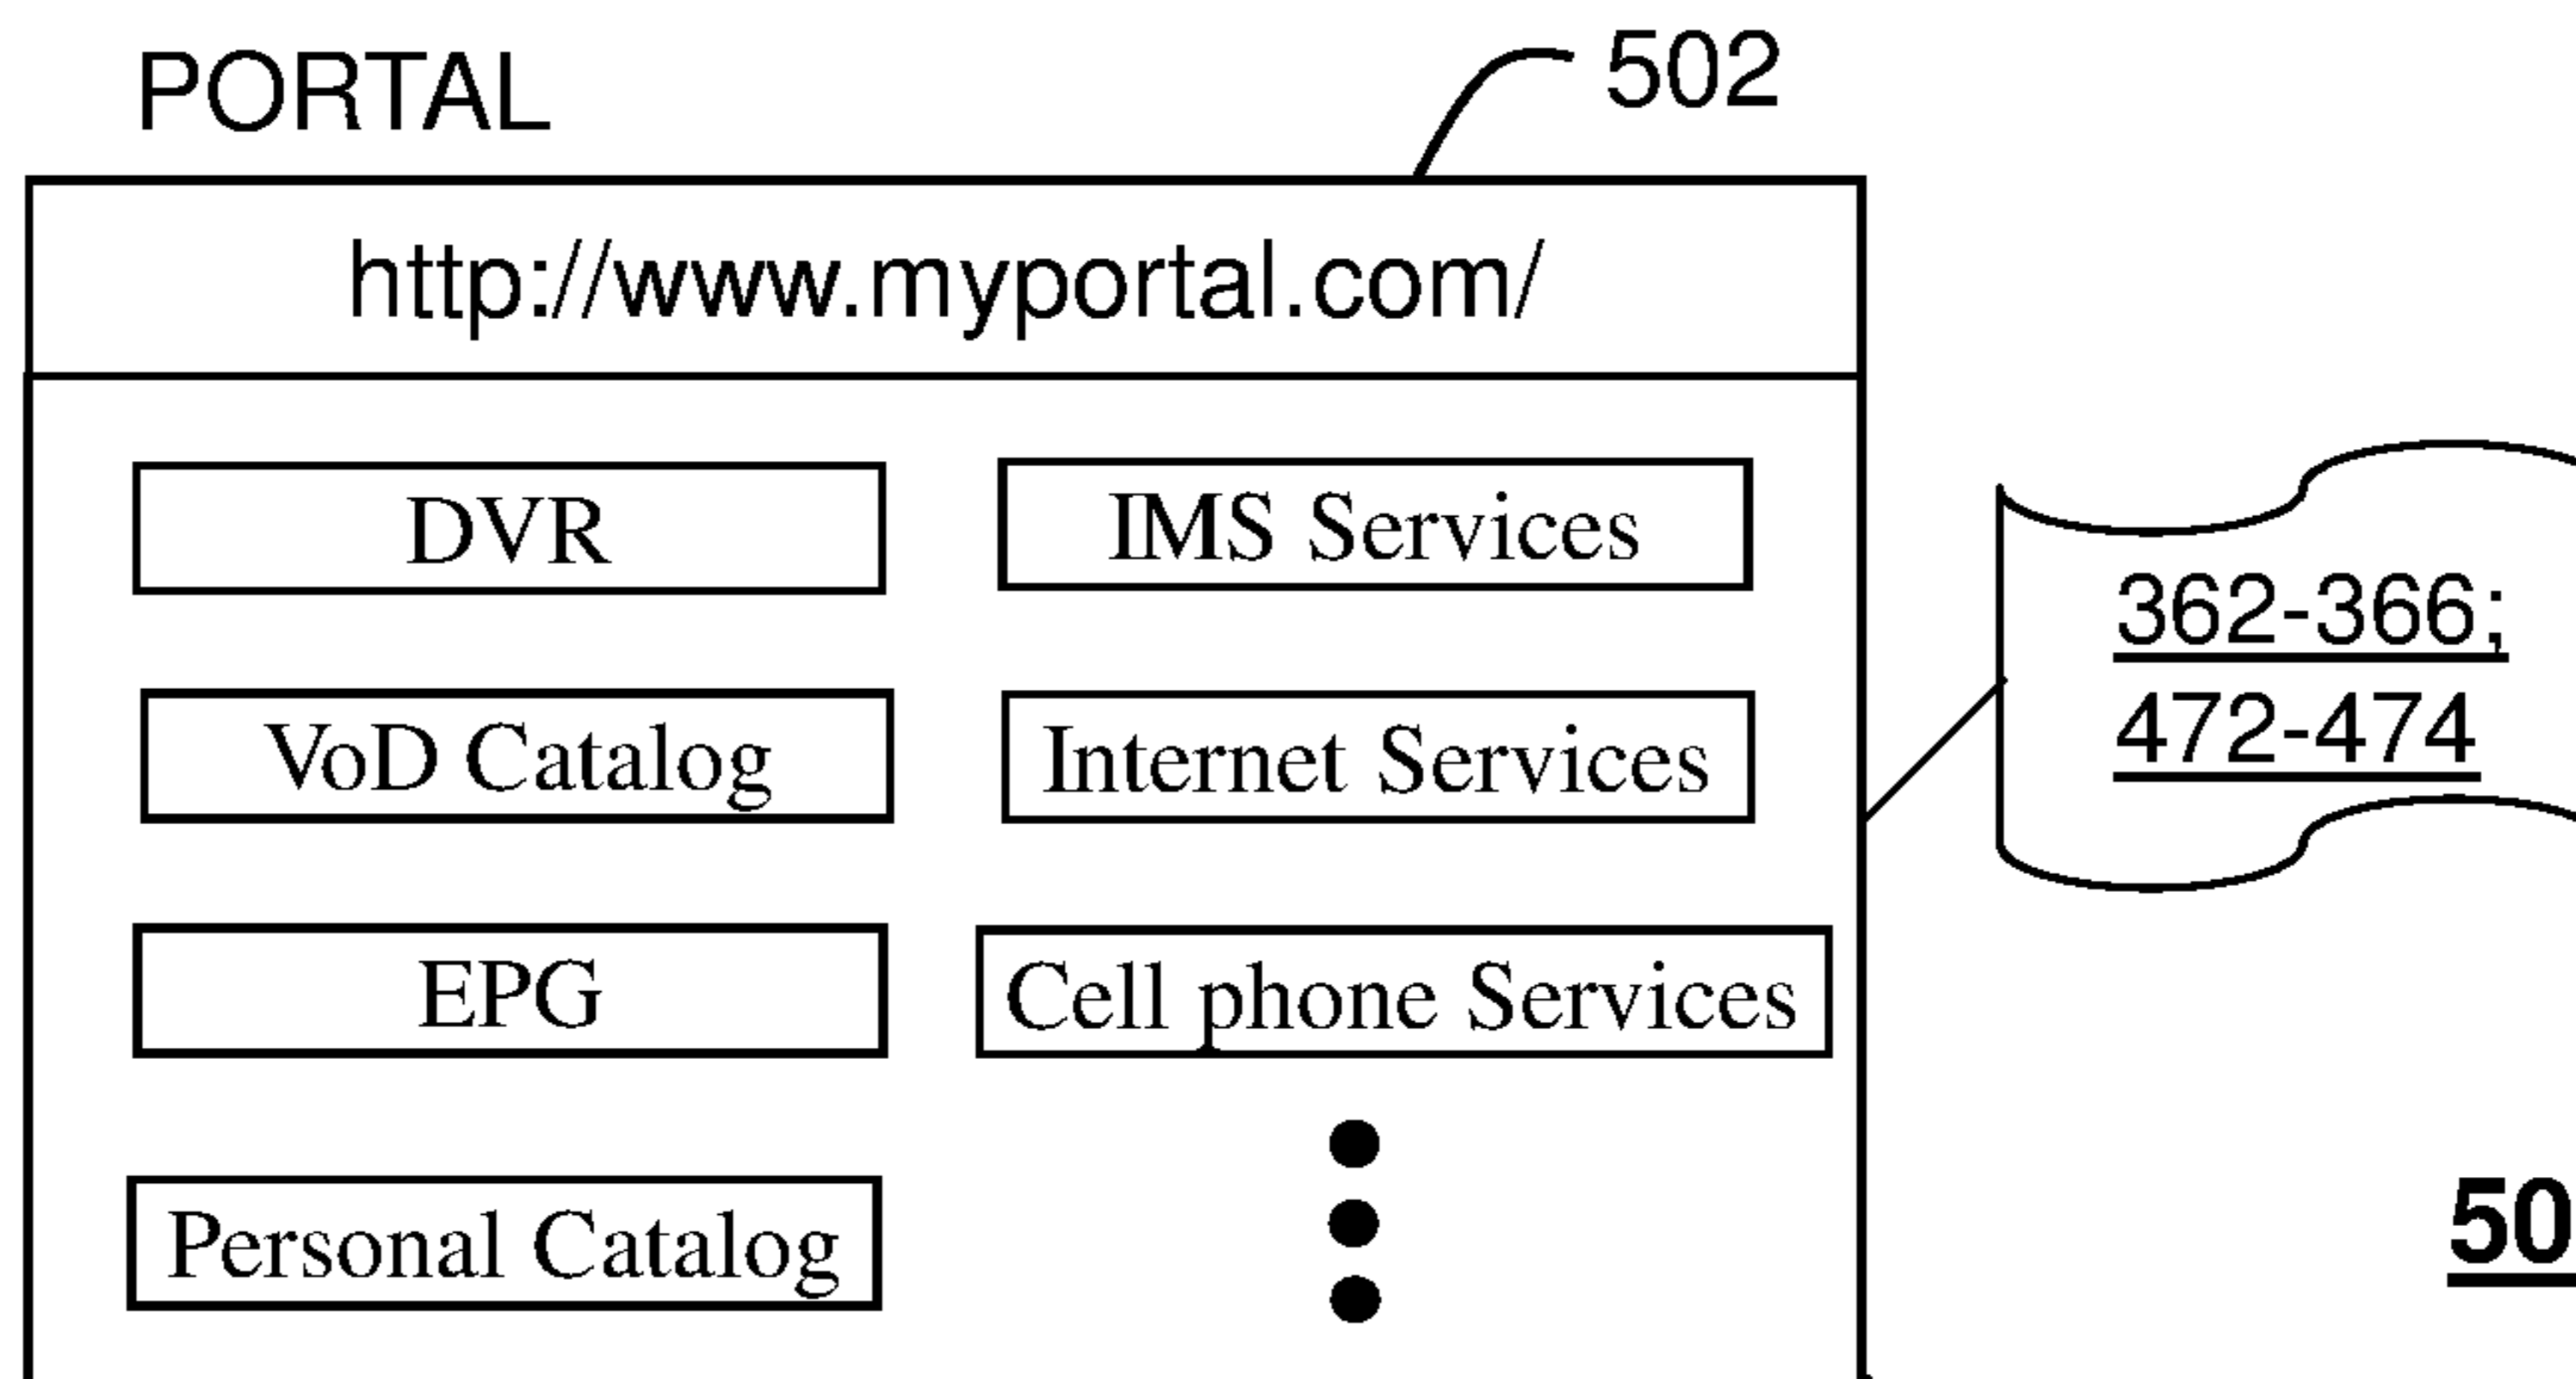 PORTAL
502
http://www.myportal.com/
DVR
IMS Services
VoD Catalog
Internet Services
EPG
Cell phone Services
Personal Catalog
362-366;
472-474
50